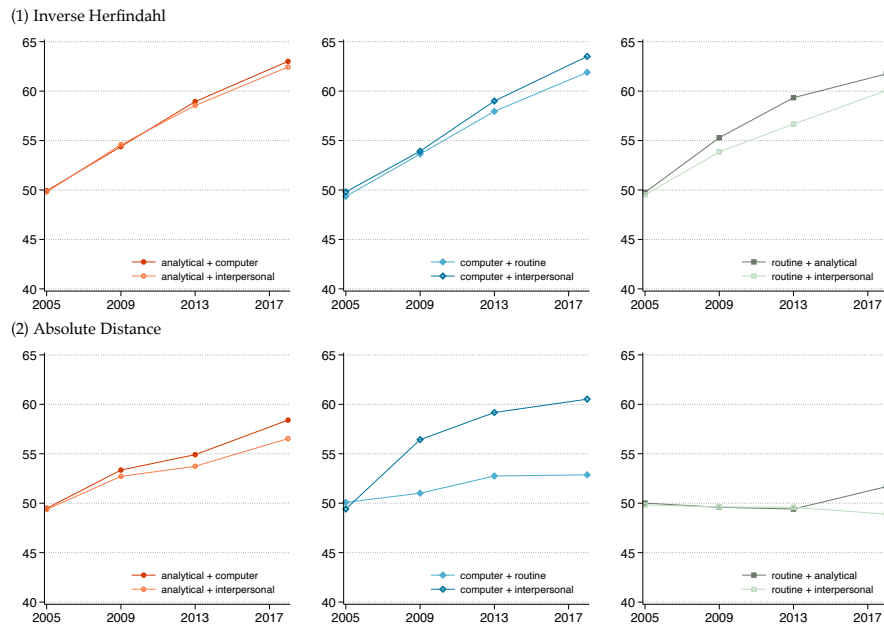 (1) Inverse Herfindahl
65 65 65
60 60 60
55 55 55
50 50 50
45 45 45
analytical + computer computer + routine routine + analytical
analytical + interpersonal computer + interpersonal routine + interpersonal
40 40 40
2005 2009 2013 2017 2005 2009 2013 2017 2005 2009 2013 2017
(2) Absolute Distance
65 65 65
60 60 60
55 55 55
50 50 50
45 45 45
analytical + computer computer + routine routine + analytical
analytical + interpersonal computer + interpersonal routine + interpersonal
40 40 40
2005 2009 2013 2017 2005 2009 2013 2017 2005 2009 2013 2017